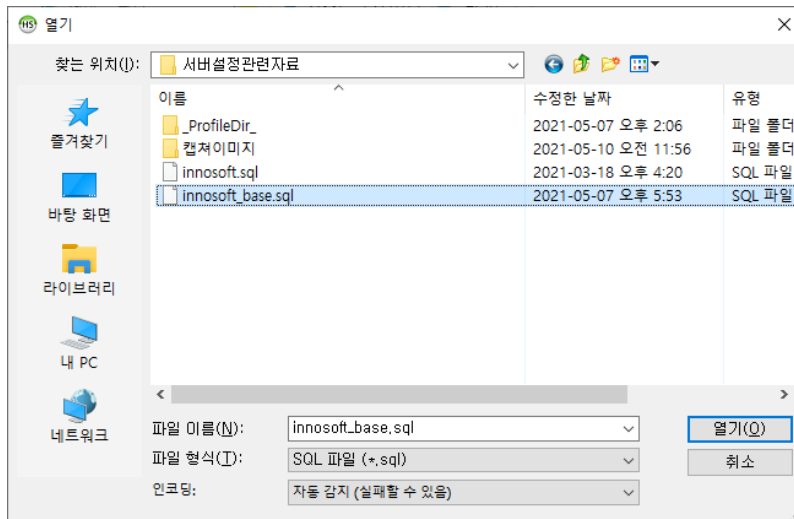 HS 열기
찾는 위치(I): 서버설정관련자료
이름 수정한 날짜 유형
_ProfileDir_ 2021-05-07 오후 2:06 파일 폴더
캡쳐이미지 2021-05-10 오전 11:56 파일 폴더
innosoft.sql 2021-03-18 오후 4:20 SQL 파일
innosoft_base.sql 2021-05-07 오후 5:53 SQL 파일
즐겨찾기
바탕 화면
라이브러리
내 PC
네트워크
파일 이름(N): innosoft_base.sql 열기(O)
파일 형식(T): SQL 파일 (*.sql) 취소
인코딩: 자동 감지 (실패할 수 있음)